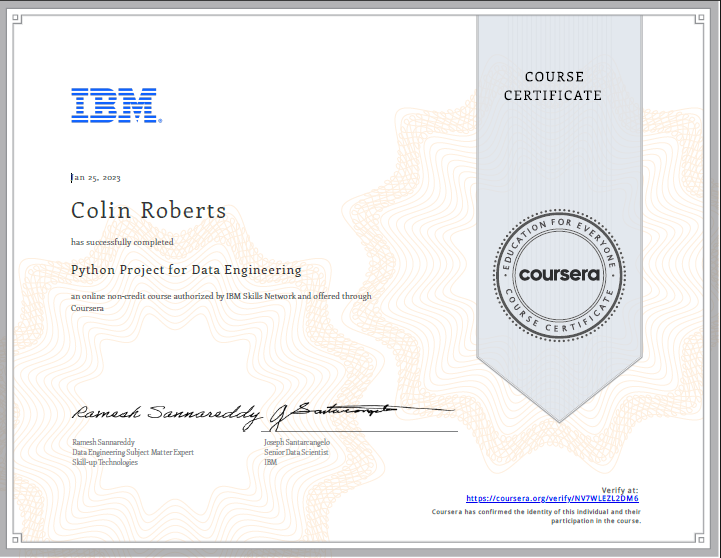 COURSE
CERTIFICATE
IBM®
Jan 25, 2023
Colin Roberts
has successfully completed
Python Project for Data Engineering
an online non-credit course authorized by IBM Skills Network and offered through
Coursera
EDUCATION FOR EVERYONE
coursera
COURSE CERTIFICATE
Ramesh Sannareddy
J Santarcangelo
Ramesh Sannareddy
Data Engineering Subject Matter Expert
Skill-up Technologies
Joseph Santarcangelo
Senior Data Scientist
IBM
Verify at:
https://coursera.org/verify/NV7WLEZL2DM6
Coursera has confirmed the identity of this individual and their
participation in the course.